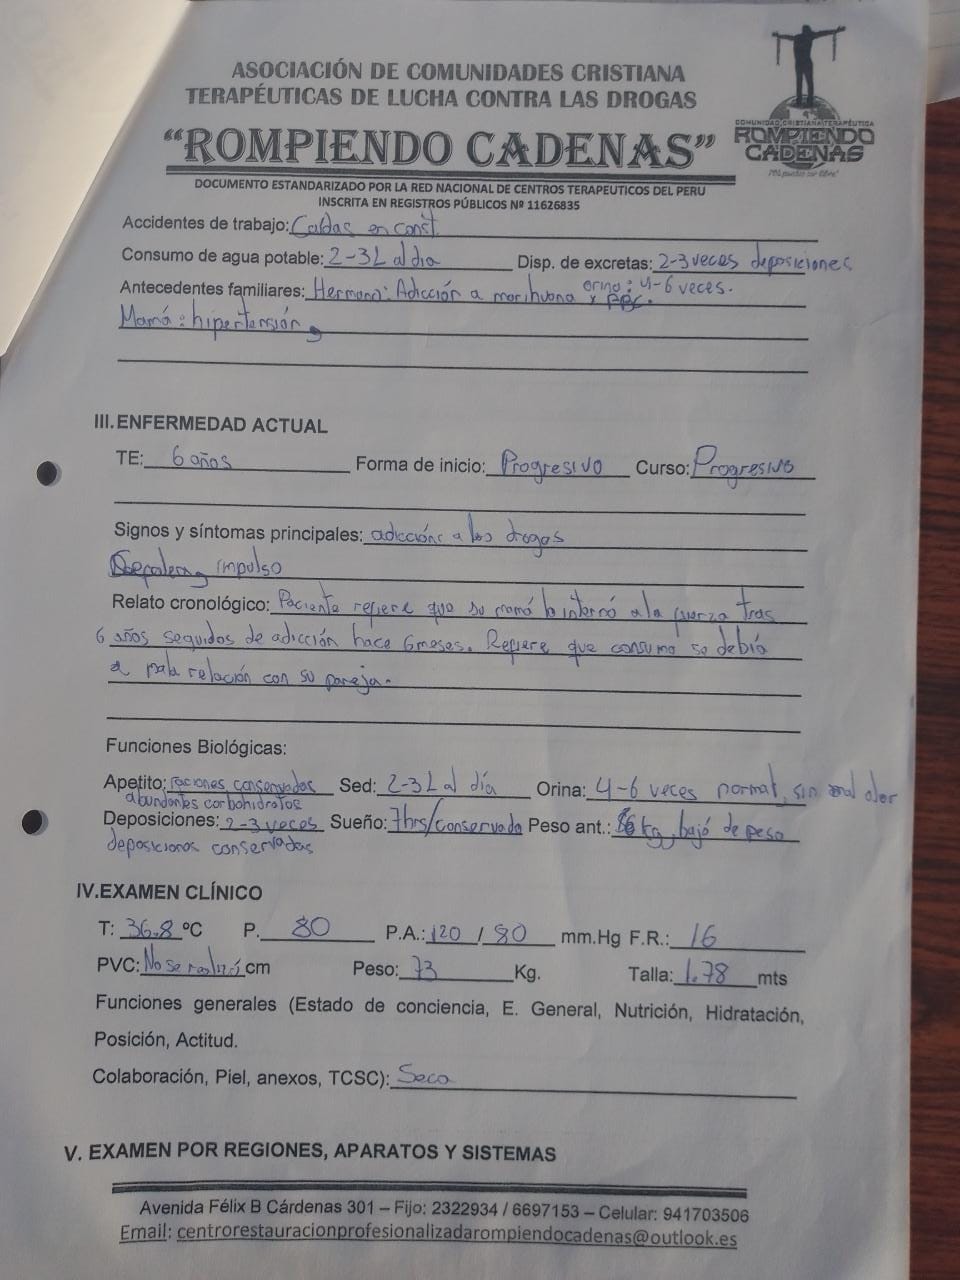 ASOCIACIÓN DE COMUNIDADES CRISTIANA
TERAPÉUTICAS DE LUCHA CONTRA LAS DROGAS
"ROMPIENDO CADENAS"
COMUNIDAD CRISTIANA TERAPÉUTICA
ROMPIENDO
CADENAS
DOCUMENTO ESTANDARIZADO POR LA RED NACIONAL DE CENTROS TERAPEUTICOS DEL PERU
INSCRITA EN REGISTROS PÚBLICOS Nº 11626835
Accidentes de trabajo: Caídas en const.
Consumo de agua potable: 2-3L al día Disp. de excretas: 2-3 veces deposiciones
orina: 4-6 veces.
Antecedentes familiares: Hermano: Adicción a marihuana y PBC.
Mamá: hipertensión
III. ENFERMEDAD ACTUAL
TE: 6 años Forma de inicio: Progresivo Curso: Progresivo
Signos y síntomas principales: adicción a las drogas
impulso
Relato cronológico: Paciente refiere que su mamá lo internó a la fuerza tras
6 años seguidos de adicción hace 6 meses. Refiere que consumo se debía
a mala relación con su pareja.
Funciones Biológicas:
Apetito: raciones conservadas Sed: 2-3L al día Orina: 4-6 veces normal, sin mal olor
abundantes carbohidratos
Deposiciones: 2-3 veces Sueño: 7hrs/conservado Peso ant.: kg, bajó de peso
deposiciones conservadas
IV. EXAMEN CLÍNICO
T: 36.8 ºC P. 80 P.A.: 120 / 80 mm.Hg F.R.: 16
PVC: No se realizó cm Peso: 73 Kg. Talla: 1.78 mts
Funciones generales (Estado de conciencia, E. General, Nutrición, Hidratación,
Posición, Actitud.
Colaboración, Piel, anexos, TCSC): Seca
V. EXAMEN POR REGIONES, APARATOS Y SISTEMAS
Avenida Félix B Cárdenas 301 – Fijo: 2322934 / 6697153 – Celular: 941703506
Email: centrorestauracionprofesionalizadarompiendocadenas@outlook.es